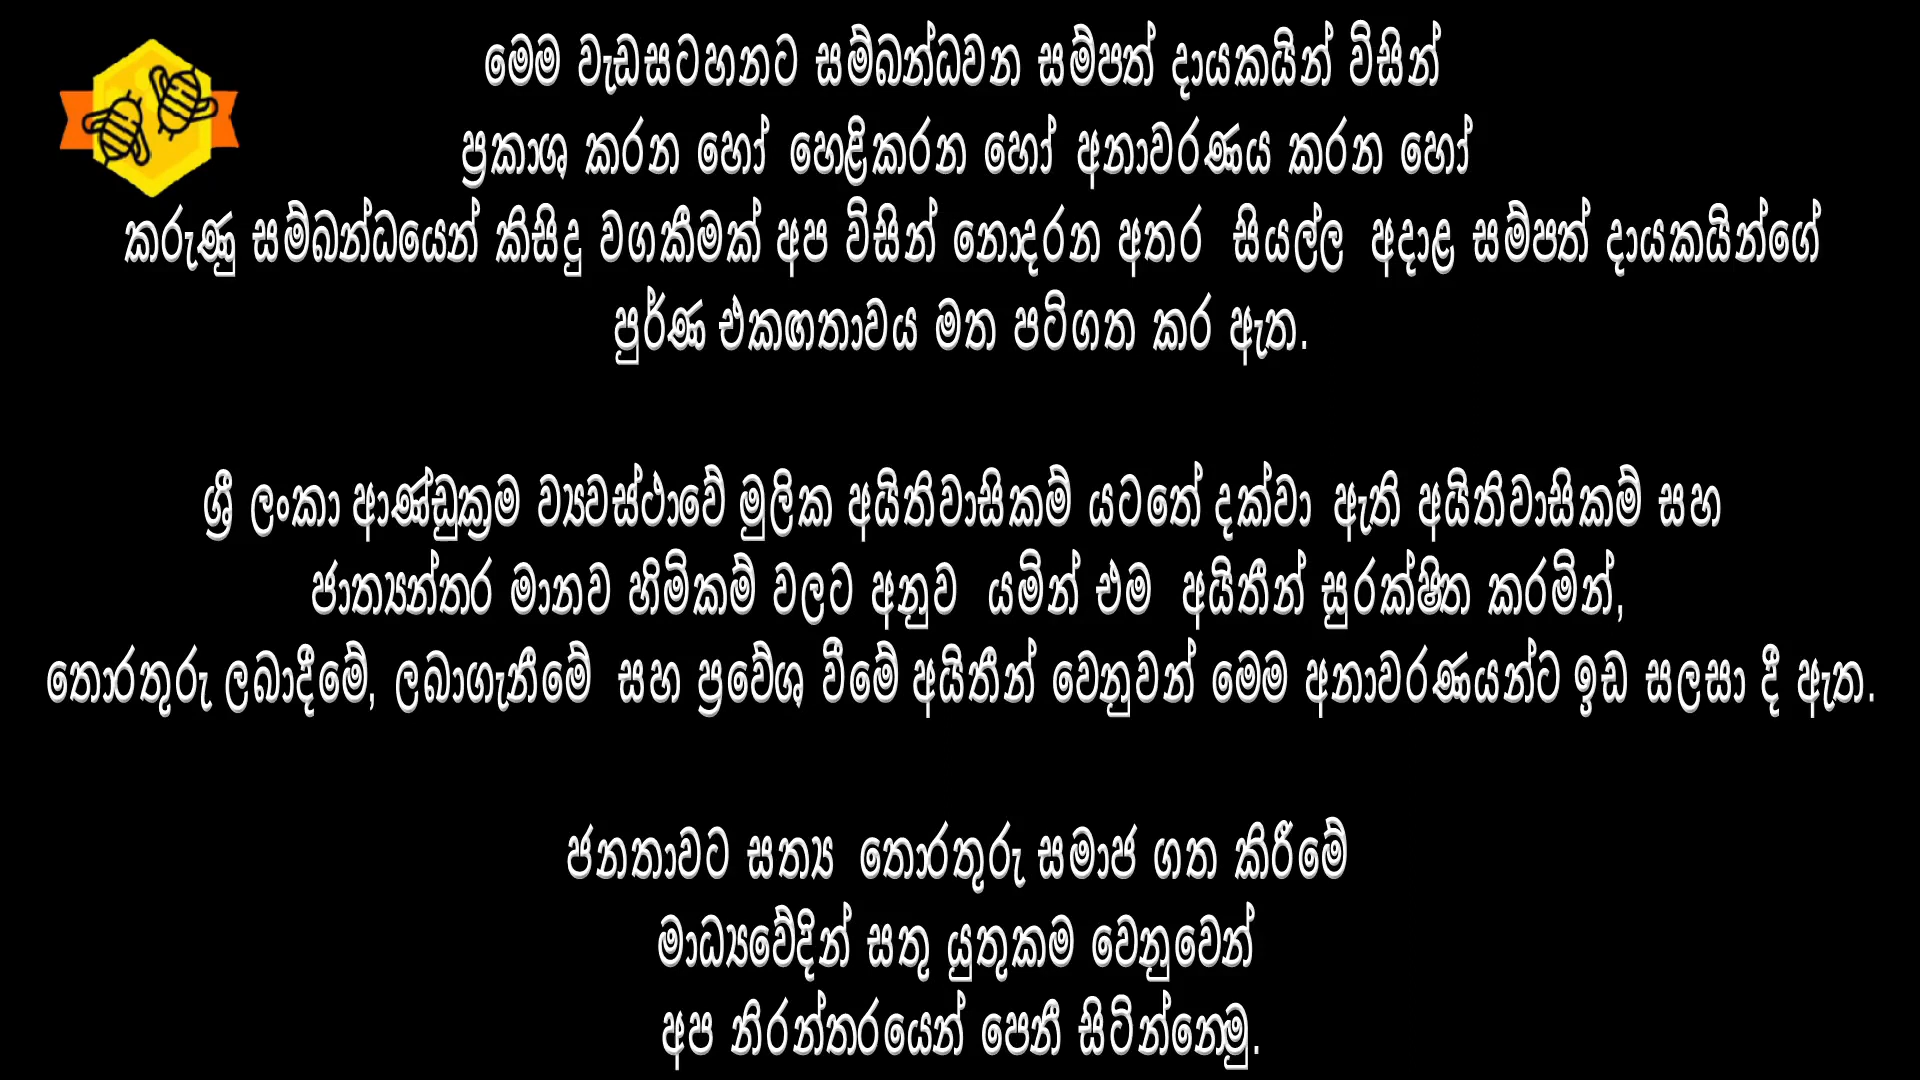 මෙම වැඩසටහනට සම්බන්ධවන සම්පත් දායකයින් විසින්
ප්‍රකාශ කරන හෝ හෙළිකරන හෝ අනාවරණය කරන හෝ
කරුණු සම්බන්ධයෙන් කිසිදු වගකීමක් අප විසින් නොදරන අතර සියල්ල අදාළ සම්පත් දායකයින්ගේ
පුර්ණ එකඟතාවය මත පටිගත කර ඇත.
ශ්‍රී ලංකා ආණ්ඩුක්‍රම ව්‍යවස්ථාවේ මුලික අයිතිවාසිකම් යටතේ දක්වා ඇති අයිතිවාසිකම් සහ
ජාත්‍යන්තර මානව හිමිකම් වලට අනුව යමින් එම අයිතීන් සුරක්ෂිත කරමින්,
තොරතුරු ලබාදීමේ, ලබාගැනීමේ සහ ප්‍රවේශ වීමේ අයිතීන් වෙනුවන් මෙම අනාවරණයන්ට ඉඩ සලසා දී ඇත.
ජනතාවට සත්‍ය තොරතුරු සමාජ ගත කිරීමේ
මාධ්‍යවේදින් සතු යුතුකම වෙනුවෙන්
අප නිරන්තරයෙන් පෙනී සිටින්නෙමු.